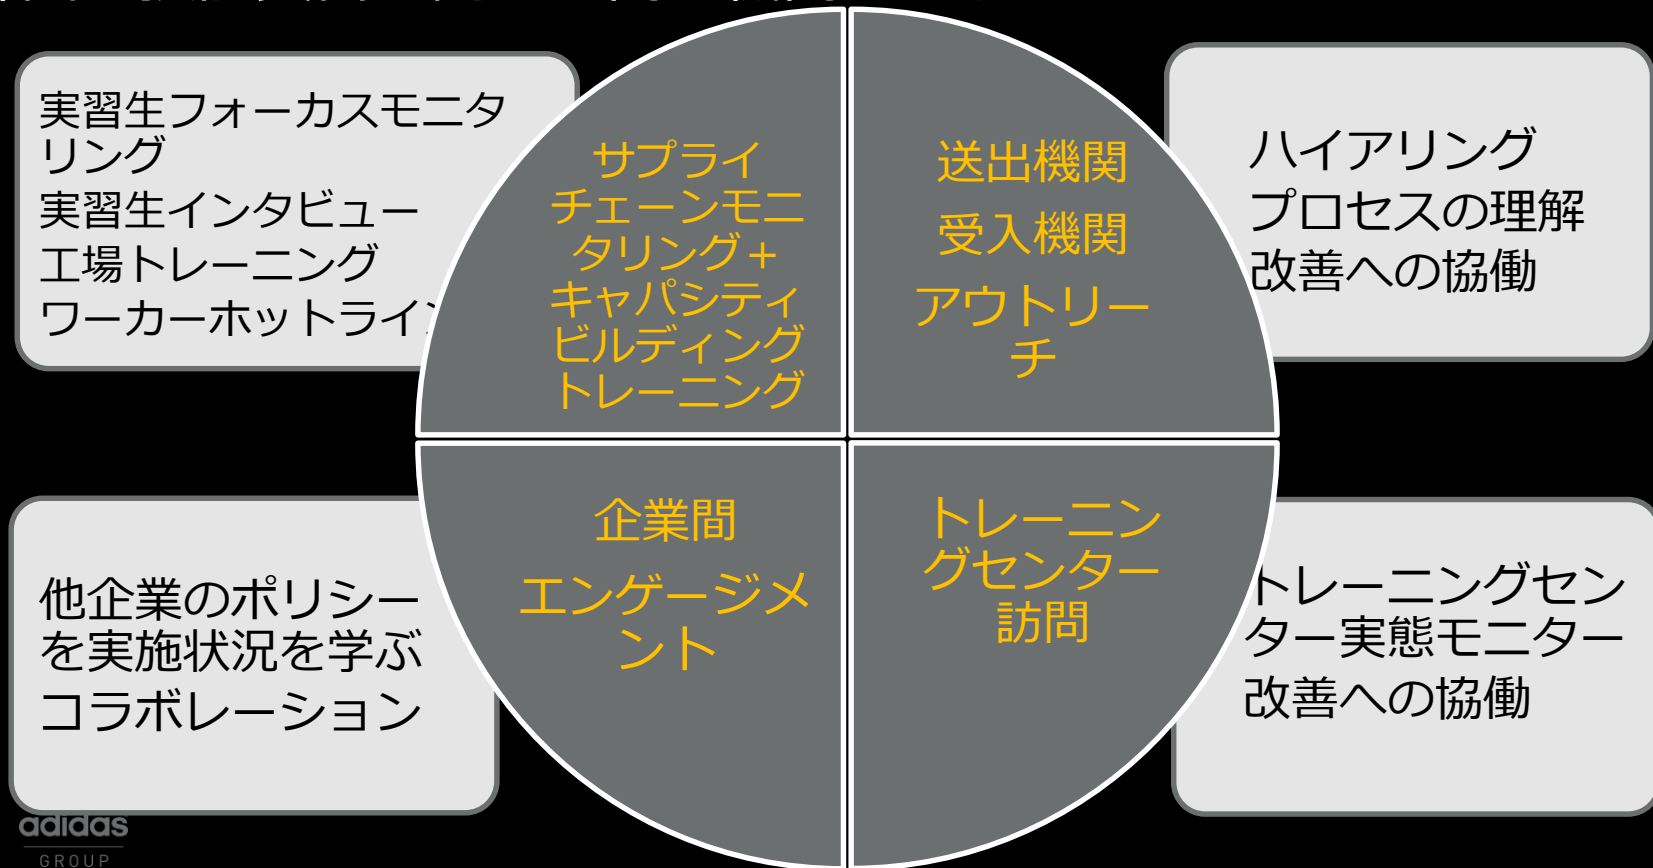 実習生フォーカスモニタ
リング
実習生インタビュー
工場トレーニング
ワーカーホットライン
サプライ
チェーンモニ
タリング+
キャパシティ
ビルディング
トレーニング
送出機関
受入機関
アウトリー
チ
ハイアリング
プロセスの理解
改善への協働
他企業のポリシー
を実施状況を学ぶ
コラボレーション
企業間
エンゲージメ
ント
トレーニン
グセンター
訪問
トレーニングセン
ター実態モニター
改善への協働
adidas
GROUP